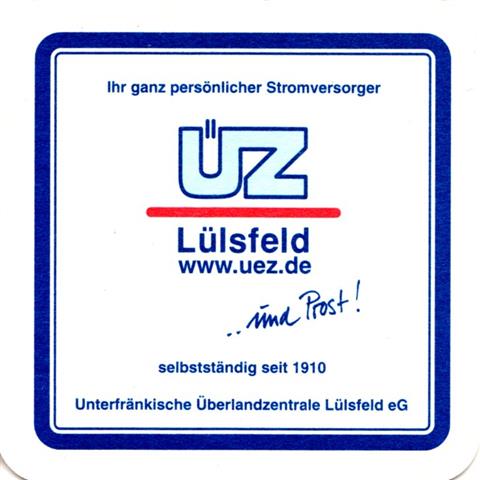 Ihr ganz persönlicher Stromversorger
ÜZ
Lülsfeld
www.uez.de
..und Prost!
selbstständig seit 1910
Unterfränkische Überlandzentrale Lülsfeld eG